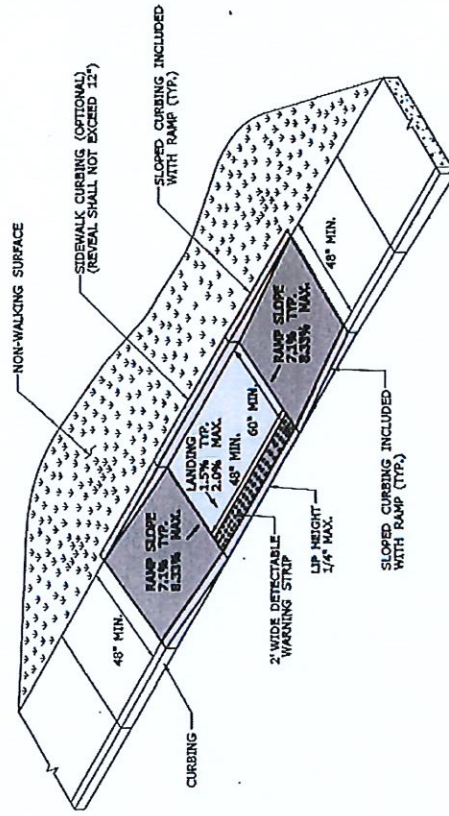 NON-WALKING SURFACE
SIDEWALK CURBING (OPTIONAL)
(REVEAL SHALL NOT EXCEED 12")
SLOPED CURBING INCLUDED
WITH RAMP (TYP.)
48" MIN.
RAMP SLOPE
7.1% TYP.
8.33% MAX.
LANDING
1.5% TYP.
2.0% MAX.
48" MIN.
60" MIN.
RAMP SLOPE
7.1% TYP.
8.33% MAX.
48" MIN.
CURBING
2' WIDE DETECTABLE
WARNING STRIP
LIP HEIGHT
1/4" MAX.
SLOPED CURBING INCLUDED
WITH RAMP (TYP.)